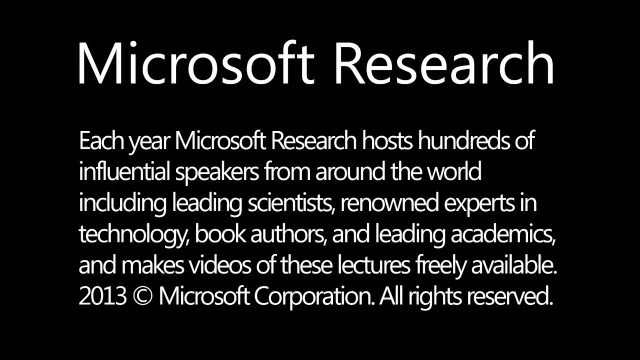 Microsoft Research
Each year Microsoft Research hosts hundreds of
influential speakers from around the world
including leading scientists, renowned experts in
technology, book authors, and leading academics,
and makes videos of these lectures freely available.
2013 © Microsoft Corporation. All rights reserved.